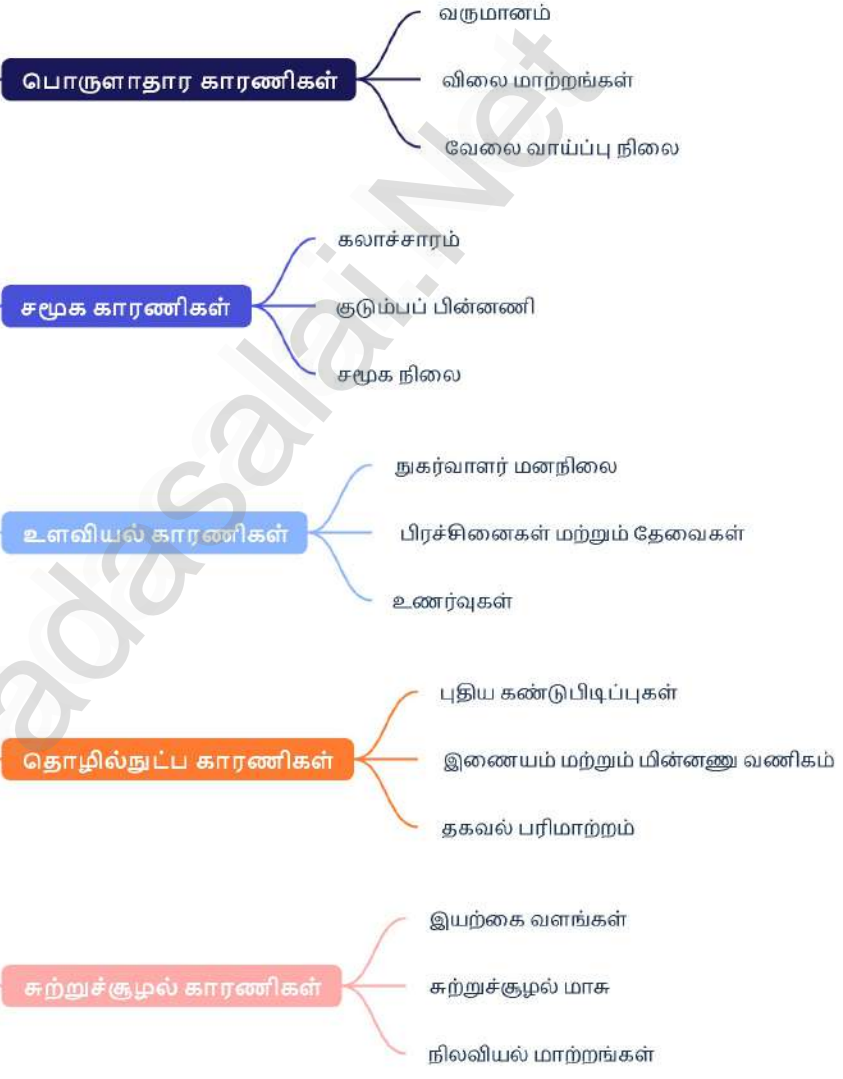 பொருளாதார காரணிகள்
வருமானம்
விலை மாற்றங்கள்
வேலை வாய்ப்பு நிலை
சமூக காரணிகள்
கலாச்சாரம்
குடும்பப் பின்னணி
சமூக நிலை
உளவியல் காரணிகள்
நுகர்வாளர் மனநிலை
பிரச்சினைகள் மற்றும் தேவைகள்
உணர்வுகள்
தொழில்நுட்ப காரணிகள்
புதிய கண்டுபிடிப்புகள்
இணையம் மற்றும் மின்னணு வணிகம்
தகவல் பரிமாற்றம்
சுற்றுச்சூழல் காரணிகள்
இயற்கை வளங்கள்
சுற்றுச்சூழல் மாசு
நிலவியல் மாற்றங்கள்
adasalai.Net